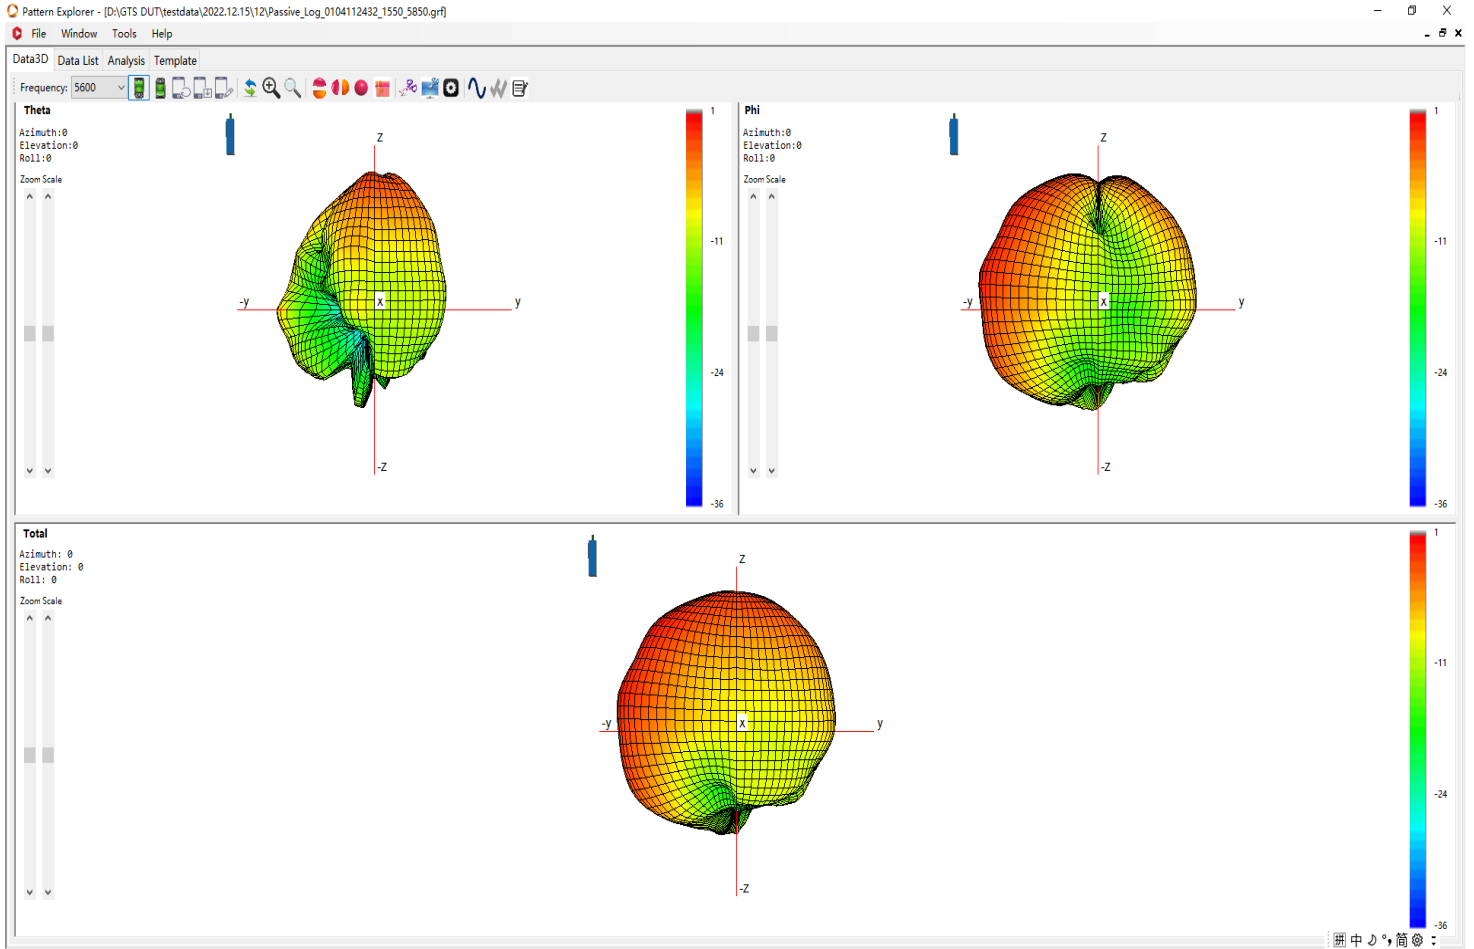 Pattern Explorer - [D:\GTS DUT\testdata\2022.12.15\12\Passive_Log_0104112432_1550_5850.grf]
File Window Tools Help
Data3D Data List Analysis Template
Frequency: 5600
Theta
Azimuth:0
Elevation:0
Roll:0
Zoom Scale
Z
-y
X
y
-Z
1
-11
-24
-36
Phi
Azimuth:0
Elevation:0
Roll:0
Zoom Scale
Z
-y
X
y
-Z
1
-11
-24
-36
Total
Azimuth: 0
Elevation: 0
Roll: 0
Zoom Scale
Z
-y
X
y
-Z
1
-11
-24
-36
拼 中 简